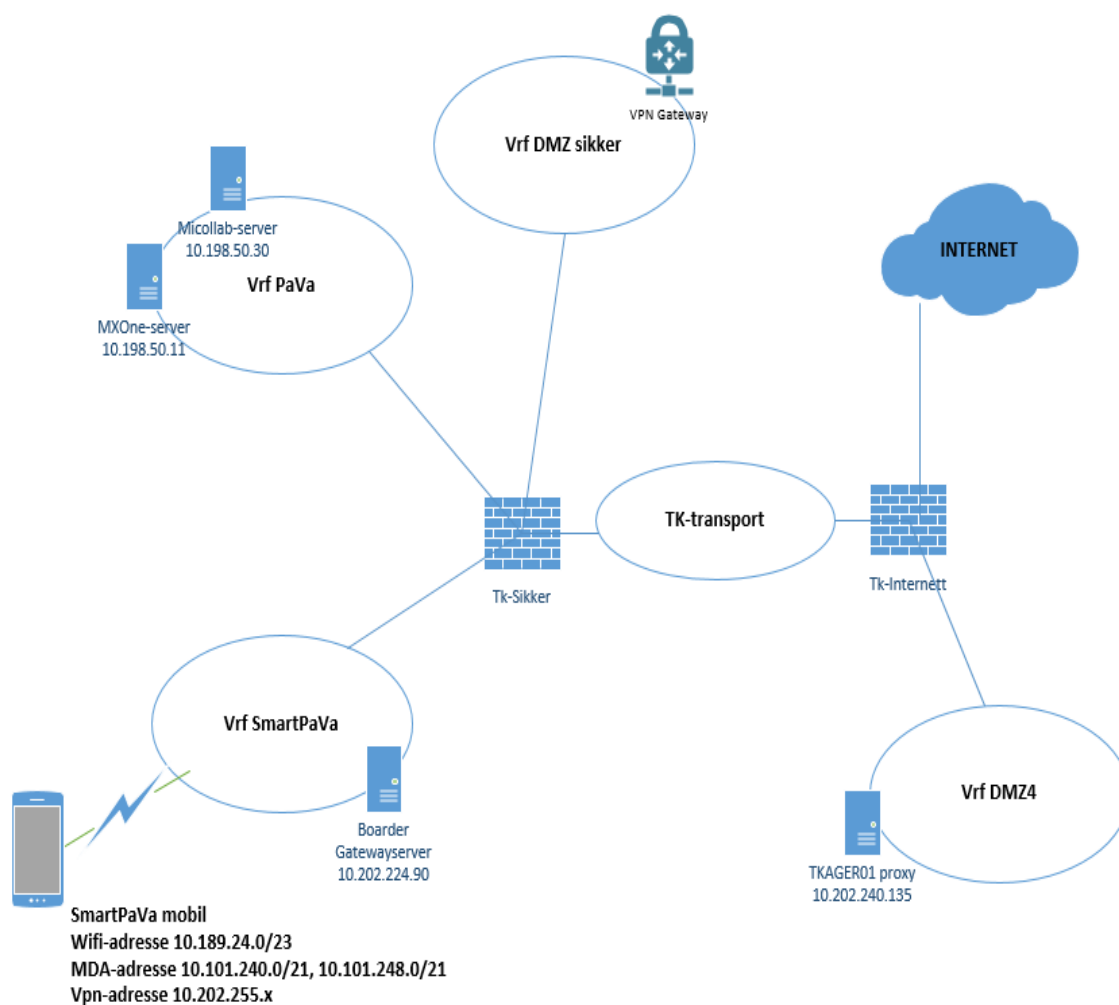 VPN Gateway
Vrf DMZ sikker
Micollab-server
10.198.50.30
Vrf PaVa
MXOne-server
10.198.50.11
INTERNET
TK-transport
Tk-Sikker
Tk-Internett
Vrf SmartPaVa
Boarder
Gatewayserver
10.202.224.90
Vrf DMZ4
TKAGER01 proxy
10.202.240.135
SmartPaVa mobil
Wifi-adresse 10.189.24.0/23
MDA-adresse 10.101.240.0/21, 10.101.248.0/21
Vpn-adresse 10.202.255.x